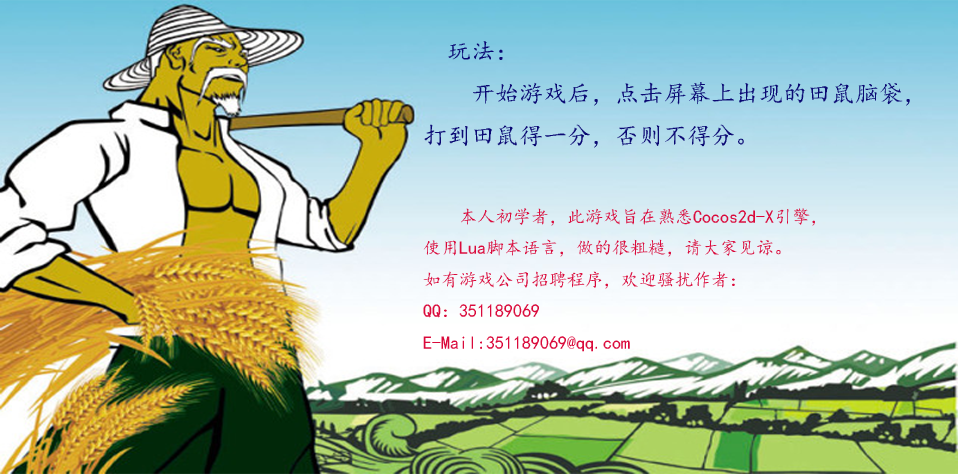 玩法：
开始游戏后，点击屏幕上出现的田鼠脑袋，
打到田鼠得一分，否则不得分。
本人初学者，此游戏旨在熟悉Cocos2d-X引擎，
使用Lua脚本语言，做的很粗糙，请大家见谅。
如有游戏公司招聘程序，欢迎骚扰作者：
QQ: 351189069
E-Mail:351189069@qq.com